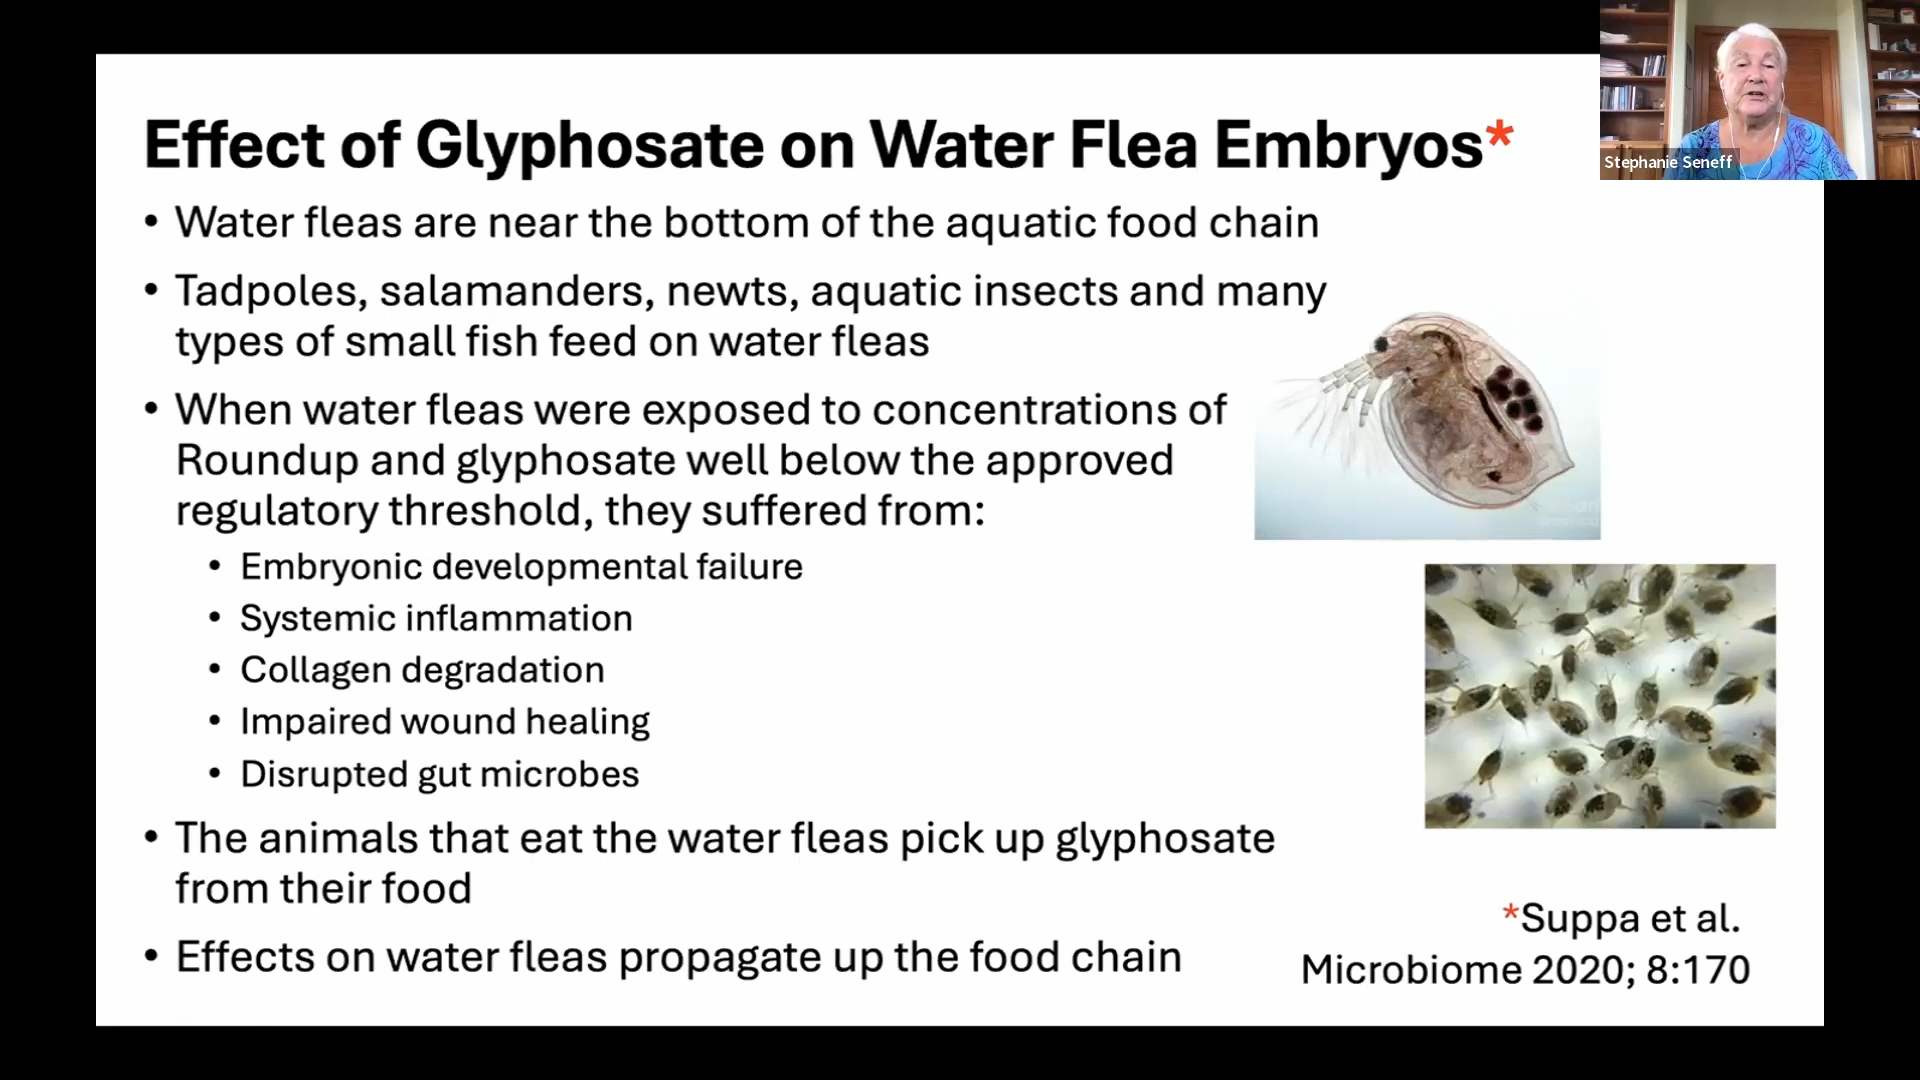 Effect of Glyphosate on Water Flea Embryos*
• Water fleas are near the bottom of the aquatic food chain
• Tadpoles, salamanders, newts, aquatic insects and many
types of small fish feed on water fleas
• When water fleas were exposed to concentrations of
Roundup and glyphosate well below the approved
regulatory threshold, they suffered from:
• Embryonic developmental failure
• Systemic inflammation
• Collagen degradation
• Impaired wound healing
• Disrupted gut microbes
• The animals that eat the water fleas pick up glyphosate
from their food
• Effects on water fleas propagate up the food chain
*Suppa et al.
Microbiome 2020; 8:170
Stephanie Seneff